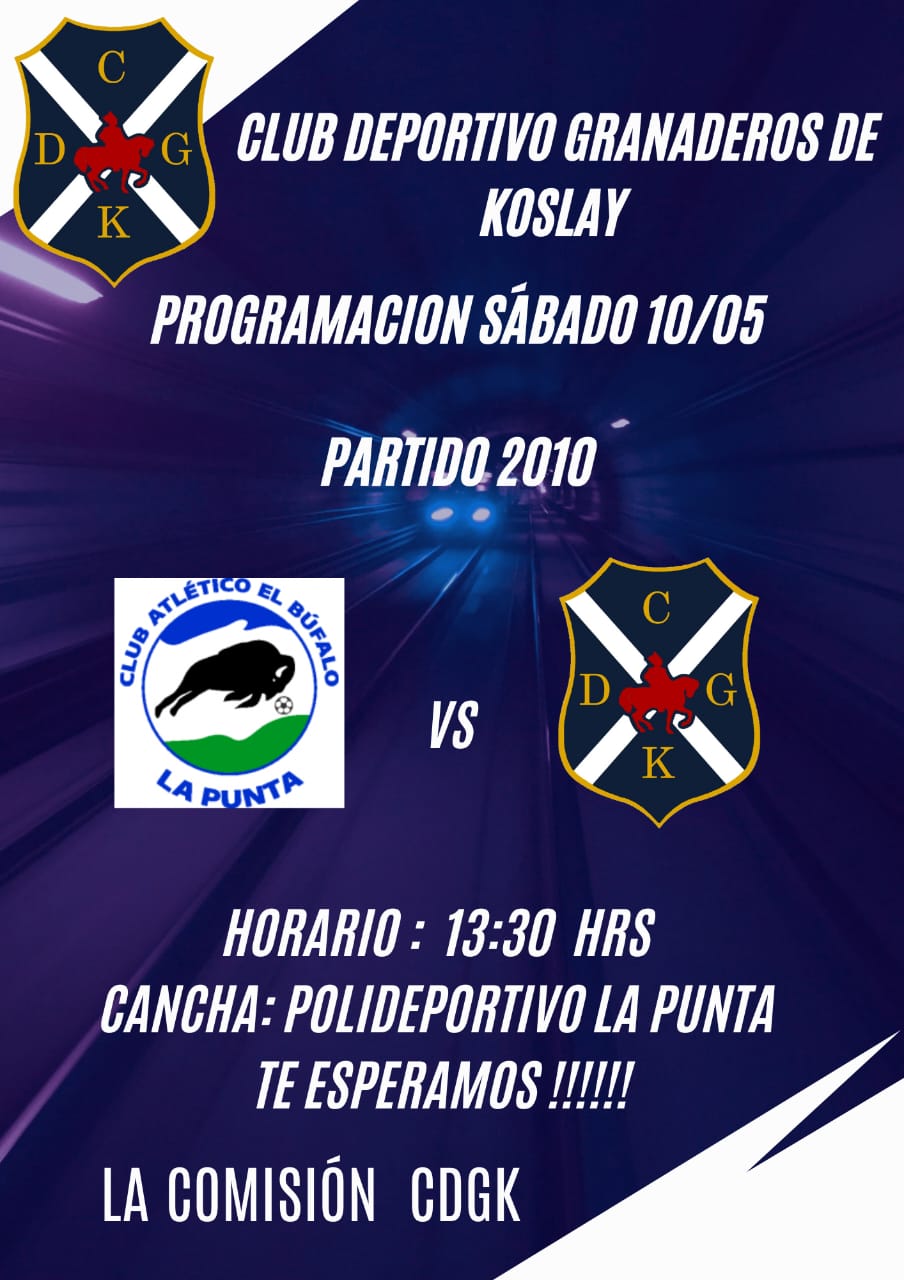 C
D G
K
CLUB DEPORTIVO GRANADEROS DE
KOSLAY
PROGRAMACION SÁBADO 10/05
PARTIDO 2010
CLUB ATLÉTICO EL BÚFALO
LA PUNTA
VS
C
D G
K
HORARIO : 13:30 HRS
CANCHA: POLIDEPORTIVO LA PUNTA
TE ESPERAMOS !!!!!!
LA COMISIÓN CDGK